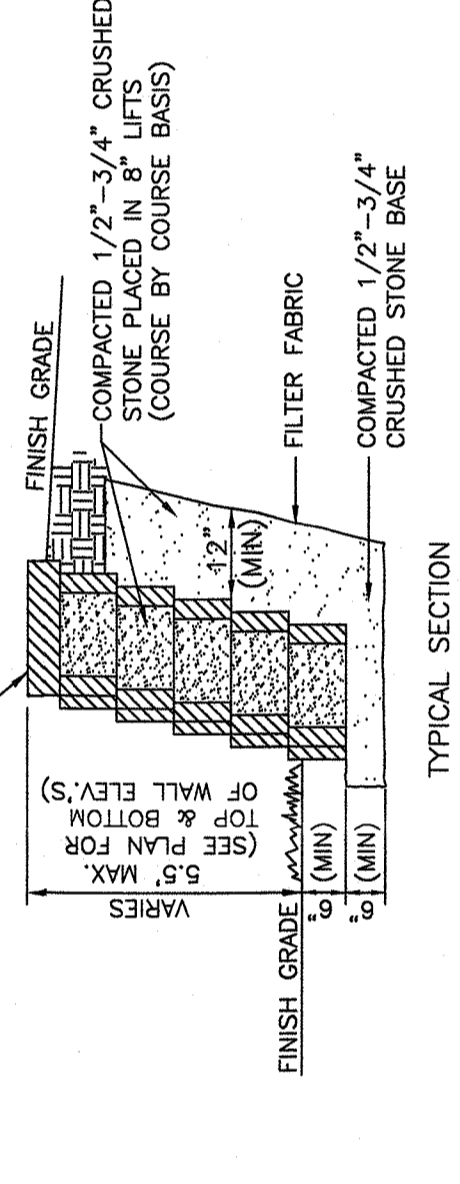 FINISH GRADE
COMPACTED 1/2"-3/4" CRUSHED
STONE PLACED IN 8" LIFTS
(COURSE BY COURSE BASIS)
FILTER FABRIC
COMPACTED 1/2"-3/4"
CRUSHED STONE BASE
12"
(MIN)
VARIES
5.5' MAX.
(SEE PLAN FOR
TOP & BOTTOM
OF WALL ELEV.'S)
FINISH GRADE
6"
(MIN)
6"
(MIN)
TYPICAL SECTION